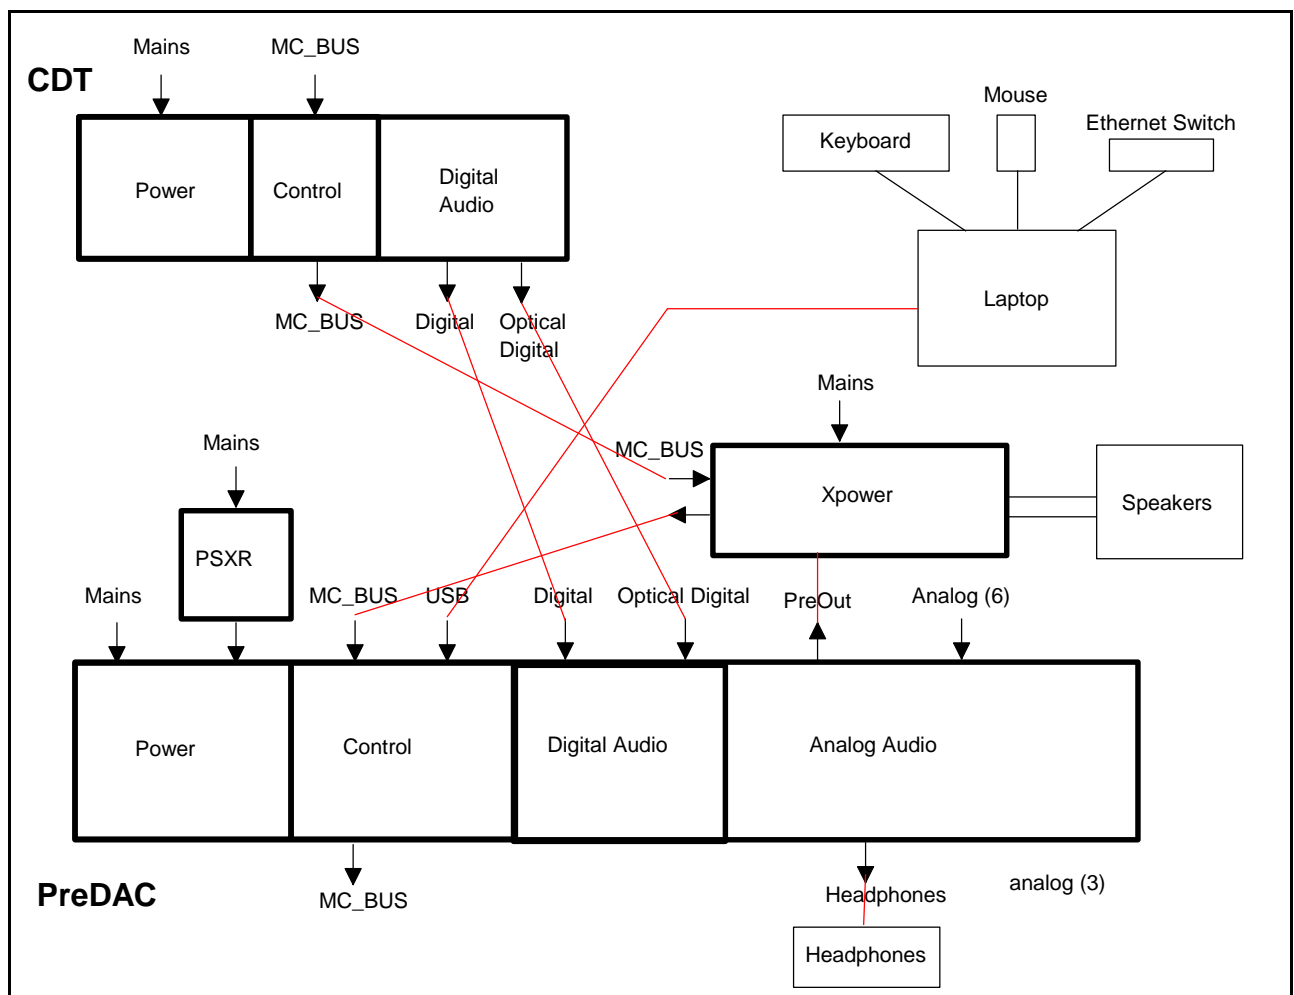 Mains
MC_BUS
CDT
Mouse
Ethernet Switch
Keyboard
Power
Control
Digital
Audio
Laptop
MC_BUS
Digital
Optical
Digital
Mains
Mains
MC_BUS
Xpower
Speakers
PSXR
Mains
MC_BUS
USB
Digital
Optical Digital
PreOut
Analog (6)
Power
Control
Digital Audio
Analog Audio
PreDAC
MC_BUS
Headphones
analog (3)
Headphones